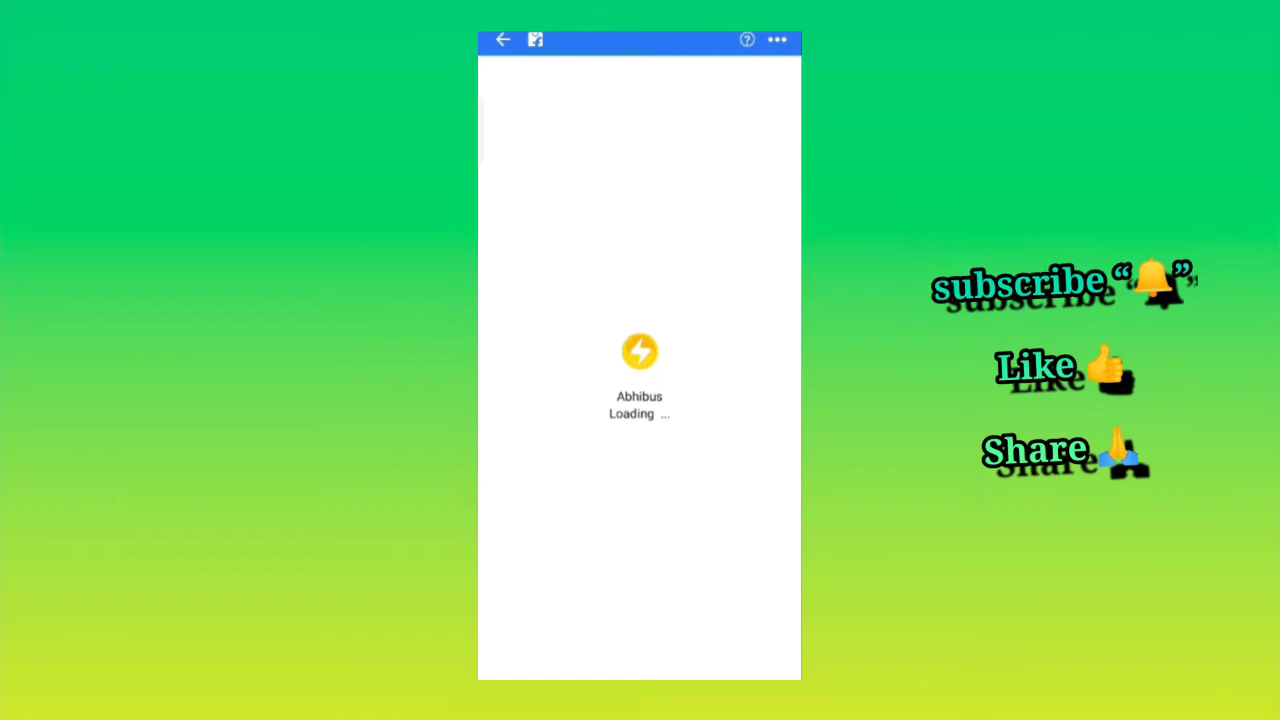 Abhibus
Loading ...
subscribe “🔔”
Like 👍
Share 🙏